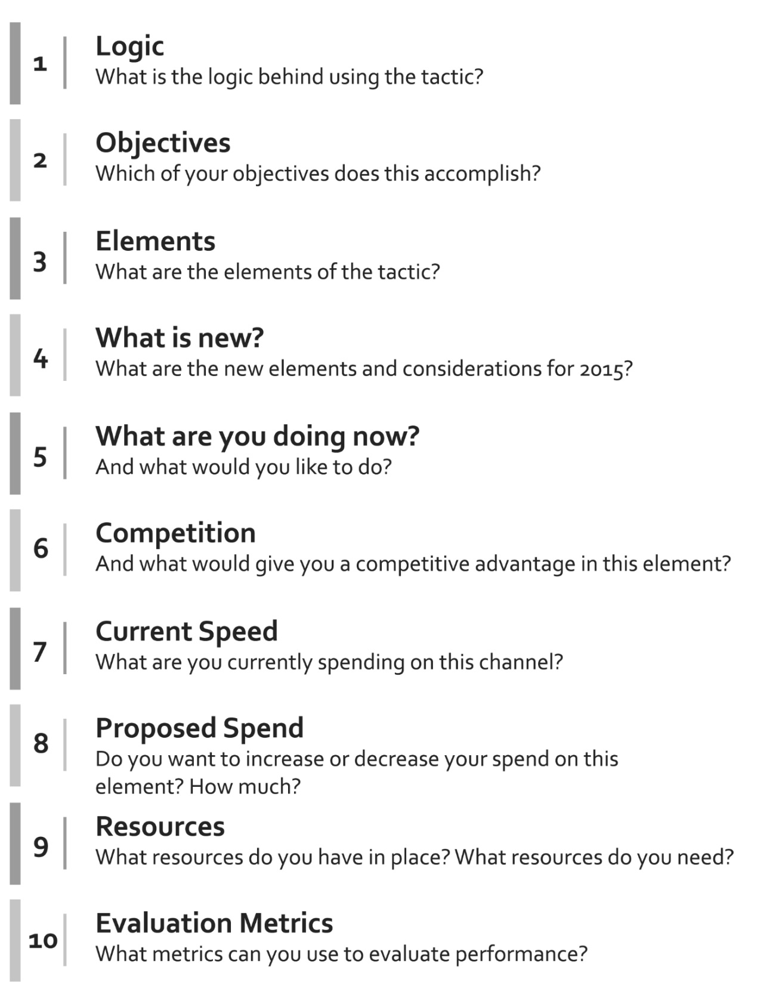 1
Logic
What is the logic behind using the tactic?
2
Objectives
Which of your objectives does this accomplish?
3
Elements
What are the elements of the tactic?
4
What is new?
What are the new elements and considerations for 2015?
5
What are you doing now?
And what would you like to do?
6
Competition
And what would give you a competitive advantage in this element?
7
Current Speed
What are you currently spending on this channel?
8
Proposed Spend
Do you want to increase or decrease your spend on this
element? How much?
9
Resources
What resources do you have in place? What resources do you need?
10
Evaluation Metrics
What metrics can you use to evaluate performance?